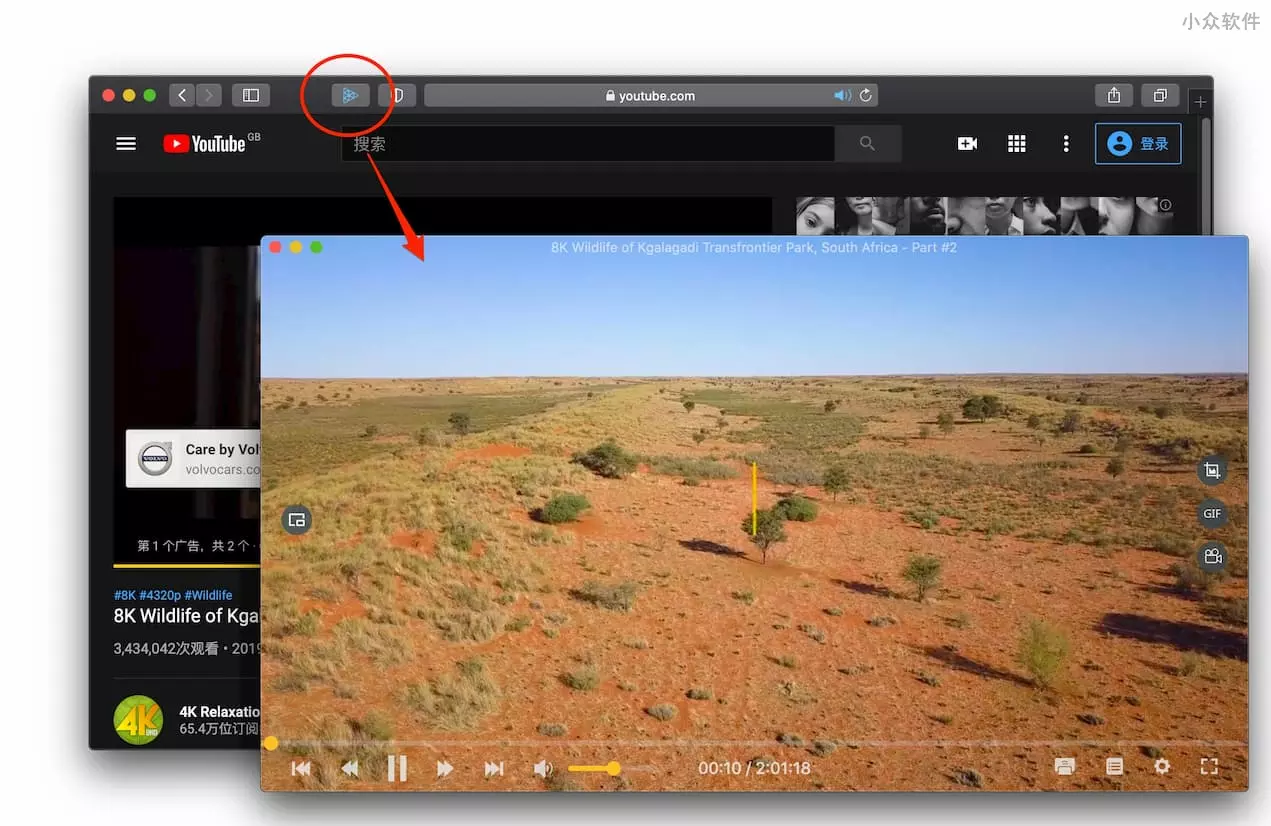 小众软件
youtube.com
YouTube GB
搜索
登录
8K Wildlife of Kgalagadi Transfrontier Park, South Africa - Part #2
Care by Vol
volvocars.co
VOLVO
GIF
第 1 个广告，共 2 个 ·
#8K #4320p #Wildlife
8K Wildlife of Kga
3,434,042次观看 • 2019
4K Relaxatio
65.4万位订阅
4K
UHD
00:10 / 2:01:18